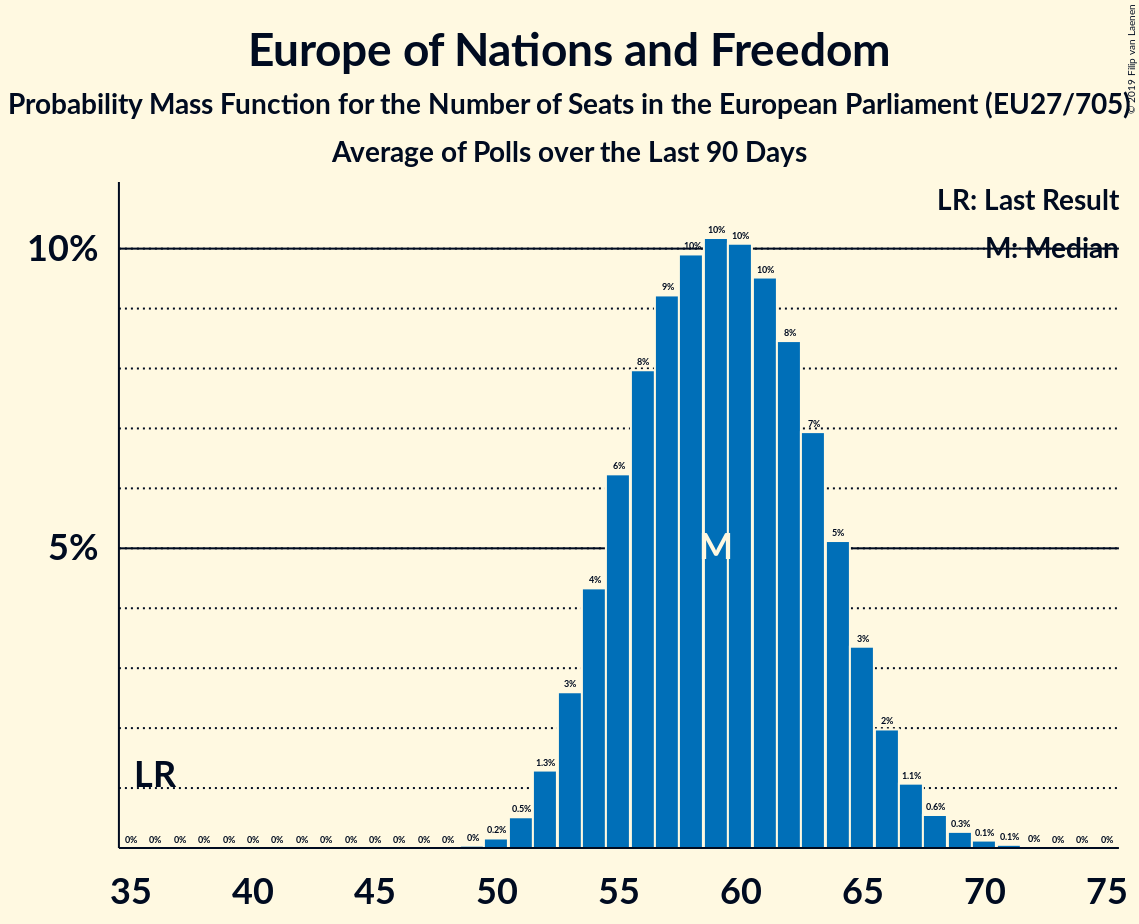 Europe of Nations and Freedom
Probability Mass Function for the Number of Seats in the European Parliament (EU27/705)
Average of Polls over the Last 90 Days
© 2019 Filip van Laenen
LR: Last Result
M: Median
10%
5%
0% 0% 0% 0% 0% 0% 0% 0% 0% 0% 0% 0% 0% 0% 0% 0.2% 0.5% 1.3% 3% 4% 6% 8% 9% 10% 10% 10% 10% 8% 7% 5% 3% 2% 1.1% 0.6% 0.3% 0.1% 0.1% 0% 0% 0% 0%
M
LR
35 40 45 50 55 60 65 70 75